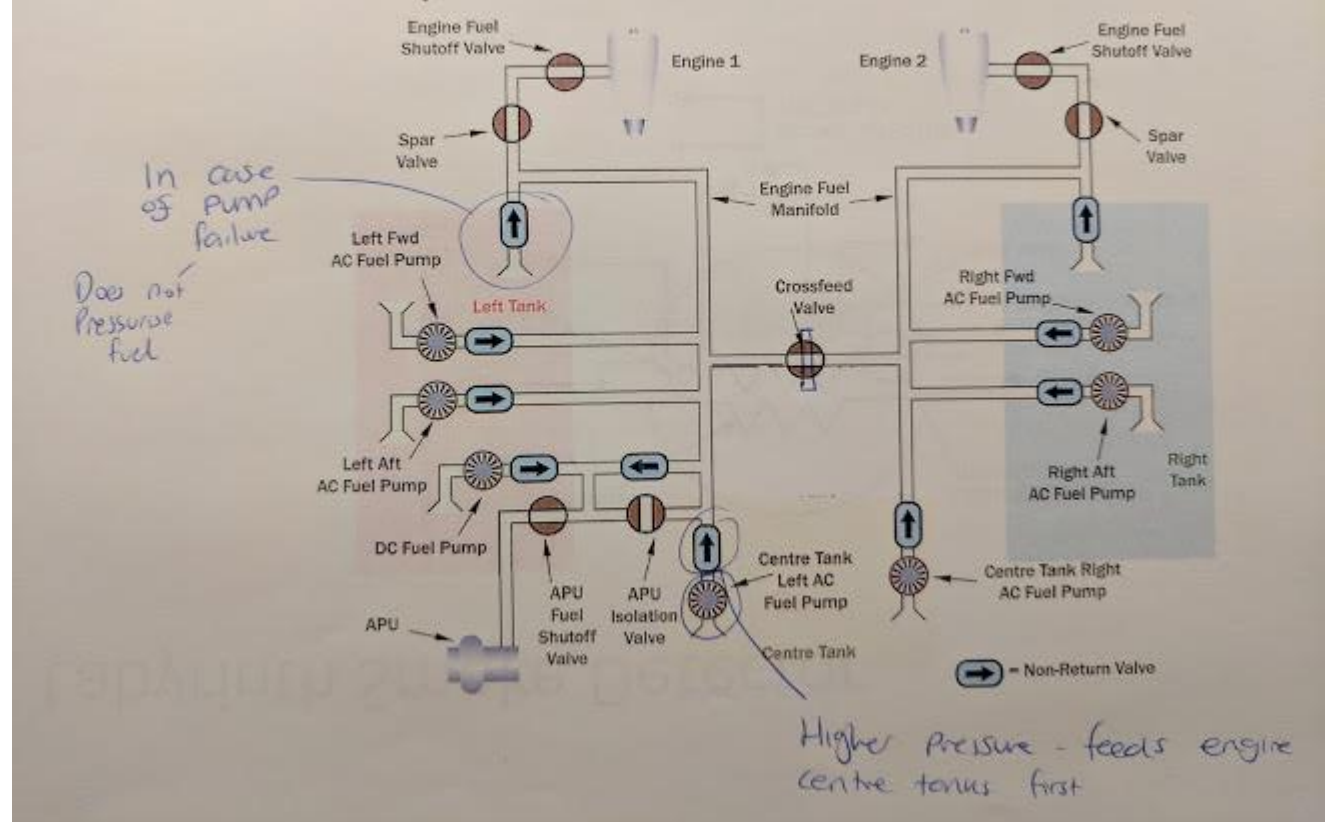 Engine Fuel
Shutoff Valve
Engine 1
Engine 2
Engine Fuel
Shutoff Valve
Spar
Valve
Spar
Valve
In case
of Pump
failure
Does not
Pressurise
fuel
Engine Fuel
Manifold
Left Fwd
AC Fuel Pump
Left Tank
Crossfeed
Valve
Right Fwd
AC Fuel Pump
Left Aft
AC Fuel Pump
Right Aft
AC Fuel Pump
Right
Tank
DC Fuel Pump
APU
APU
Fuel
Shutoff
Valve
APU
Isolation
Valve
Centre Tank
Left AC
Fuel Pump
Centre Tank
Centre Tank Right
AC Fuel Pump
= Non-Return Valve
Higher Pressure - feeds engine
centre tanks first